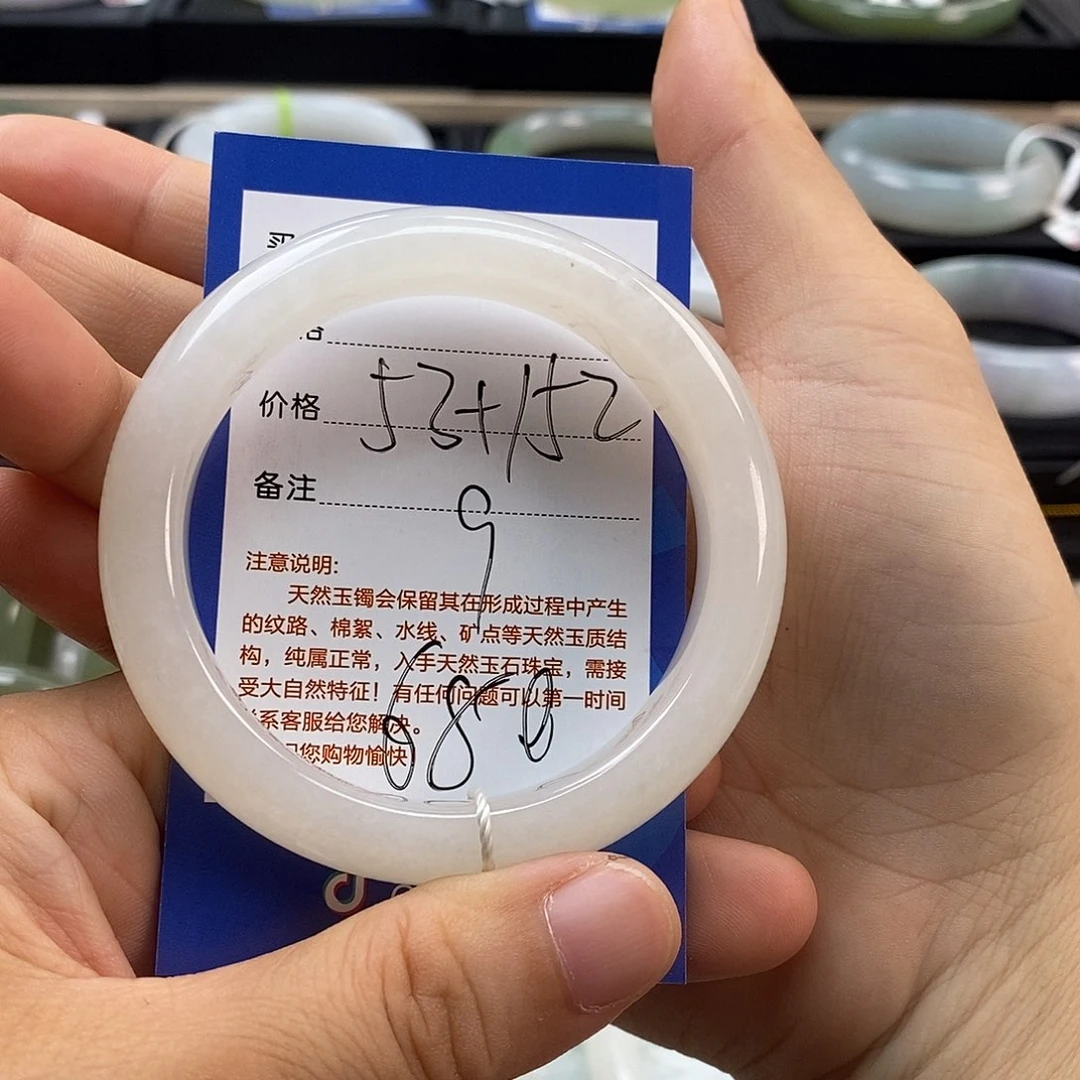 买
价格 53+152
备注 9
注意说明:
天然玉镯会保留其在形成过程中产生
的纹路、棉絮、水线、矿点等天然玉质结
构，纯属正常，入手天然玉石珠宝，需接
受大自然特征！有任何问题可以第一时间
系客服给您解决。
您购物愉快！
680